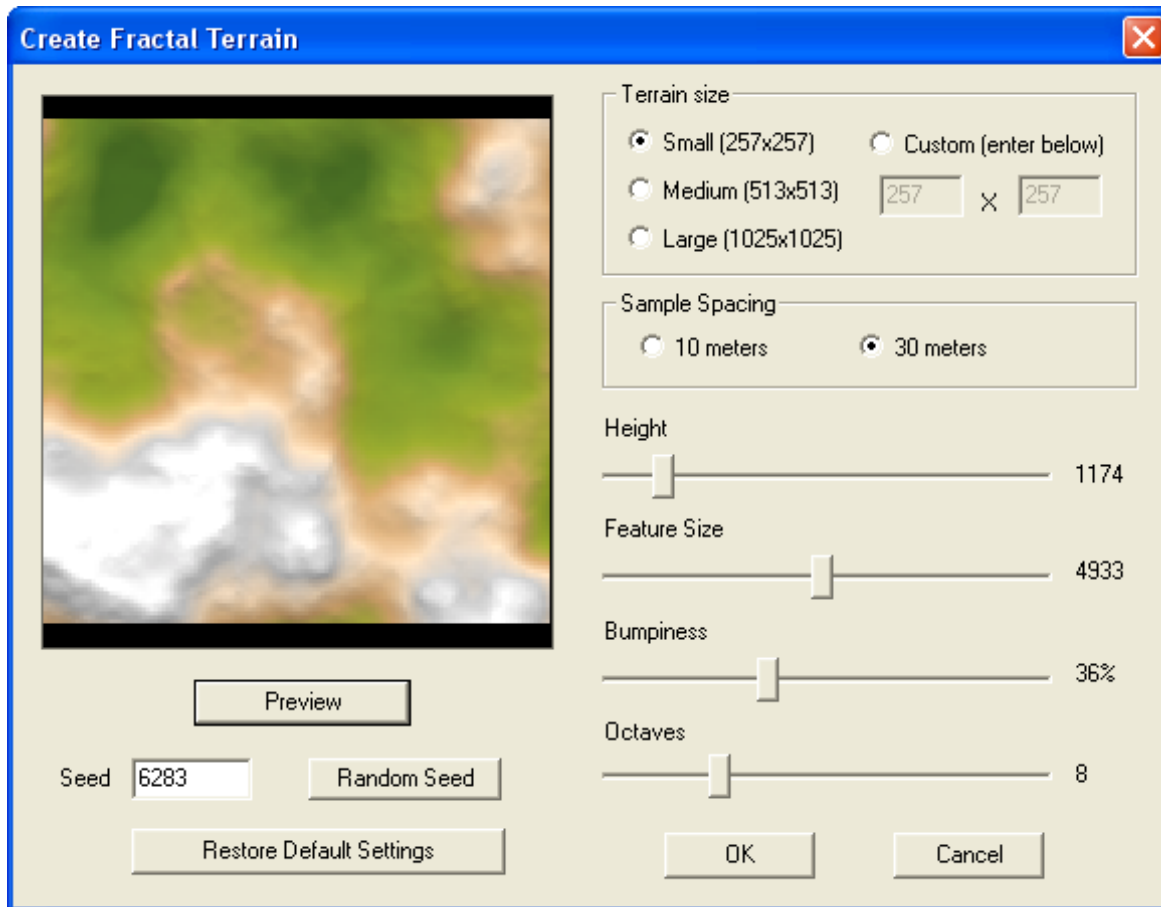 Create Fractal Terrain
Terrain size
Small (257x257)
Custom (enter below)
Medium (513x513)
257 X 257
Large (1025x1025)
Sample Spacing
10 meters
30 meters
Height
1174
Feature Size
4933
Bumpiness
36%
Octaves
8
Preview
Seed 6283
Random Seed
Restore Default Settings
OK
Cancel